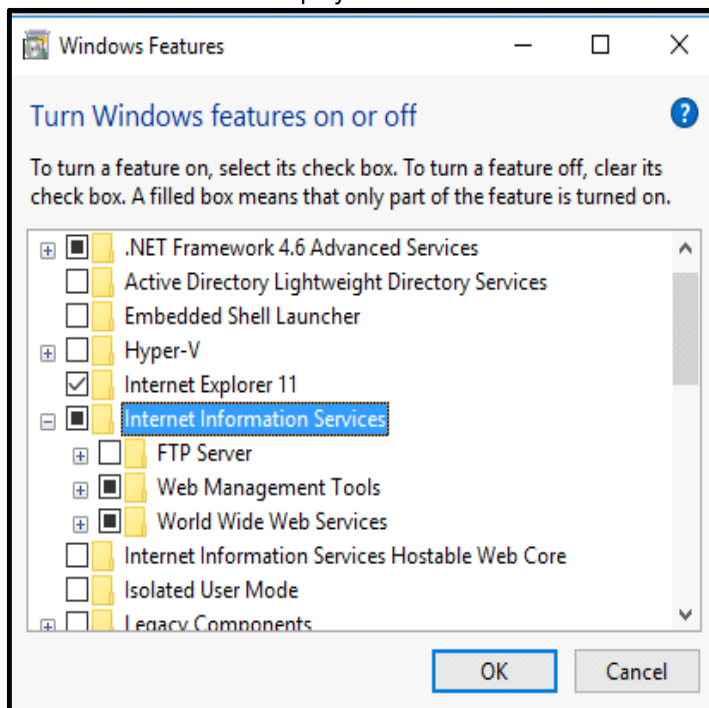 Windows Features
Turn Windows features on or off
To turn a feature on, select its check box. To turn a feature off, clear its
check box. A filled box means that only part of the feature is turned on.
.NET Framework 4.6 Advanced Services
Active Directory Lightweight Directory Services
Embedded Shell Launcher
Hyper-V
Internet Explorer 11
Internet Information Services
FTP Server
Web Management Tools
World Wide Web Services
Internet Information Services Hostable Web Core
Isolated User Mode
Legacy Components
OK Cancel